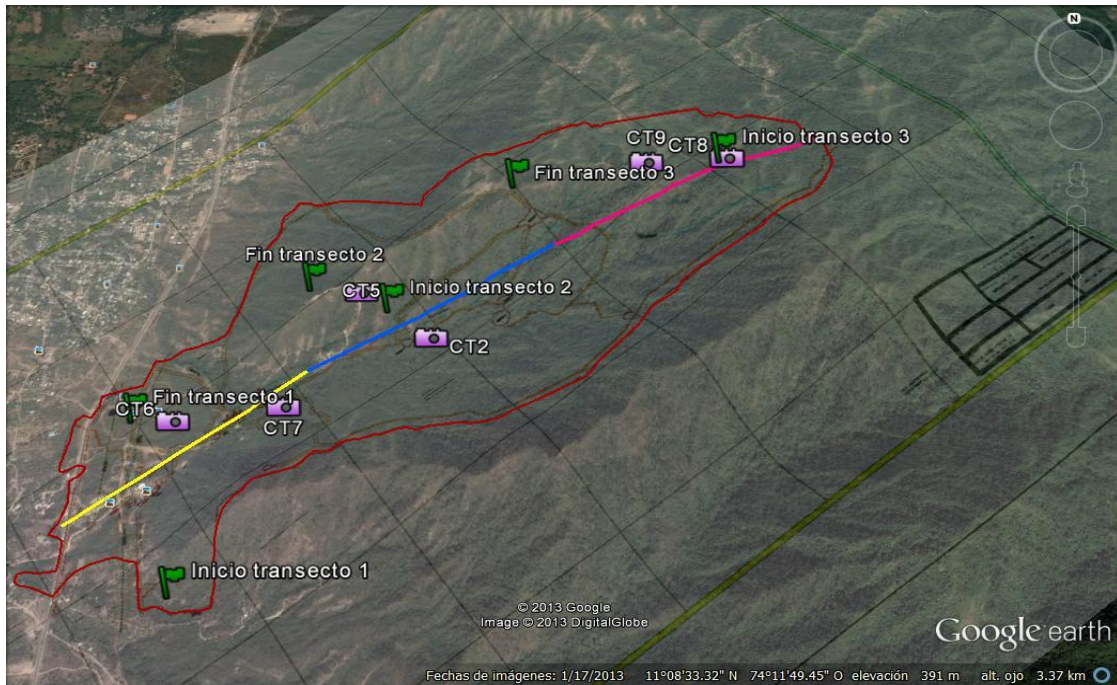 N
CT9
CT8
Inicio transecto 3
Fin transecto 3
Fin transecto 2
CT5
Inicio transecto 2
CT2
Fin transecto 1
CT6
CT7
Inicio transecto 1
© 2013 Google
Image © 2013 DigitalGlobe
Google earth
Fechas de imágenes: 1/17/2013 11°08'33.32" N 74°11'49.45" O elevación 391 m alt. ojo 3.37 km